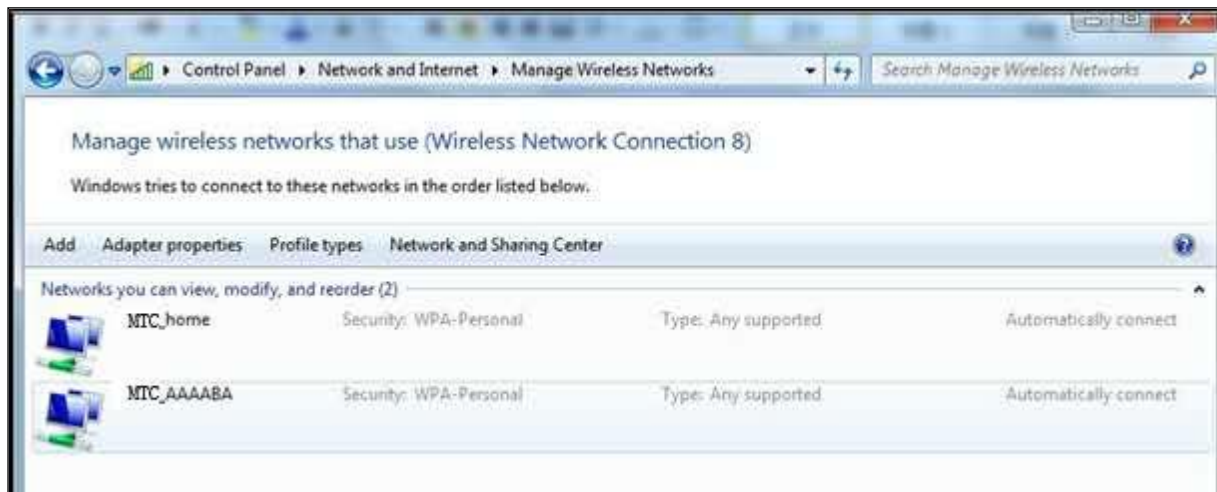 Control Panel ▸ Network and Internet ▸ Manage Wireless Networks Search Manage Wireless Networks
Manage wireless networks that use (Wireless Network Connection 8)
Windows tries to connect to these networks in the order listed below.
Add Adapter properties Profile types Network and Sharing Center
Networks you can view, modify, and reorder (2)
MTC_home Security: WPA-Personal Type: Any supported Automatically connect
MTC_AAAABA Security: WPA-Personal Type: Any supported Automatically connect